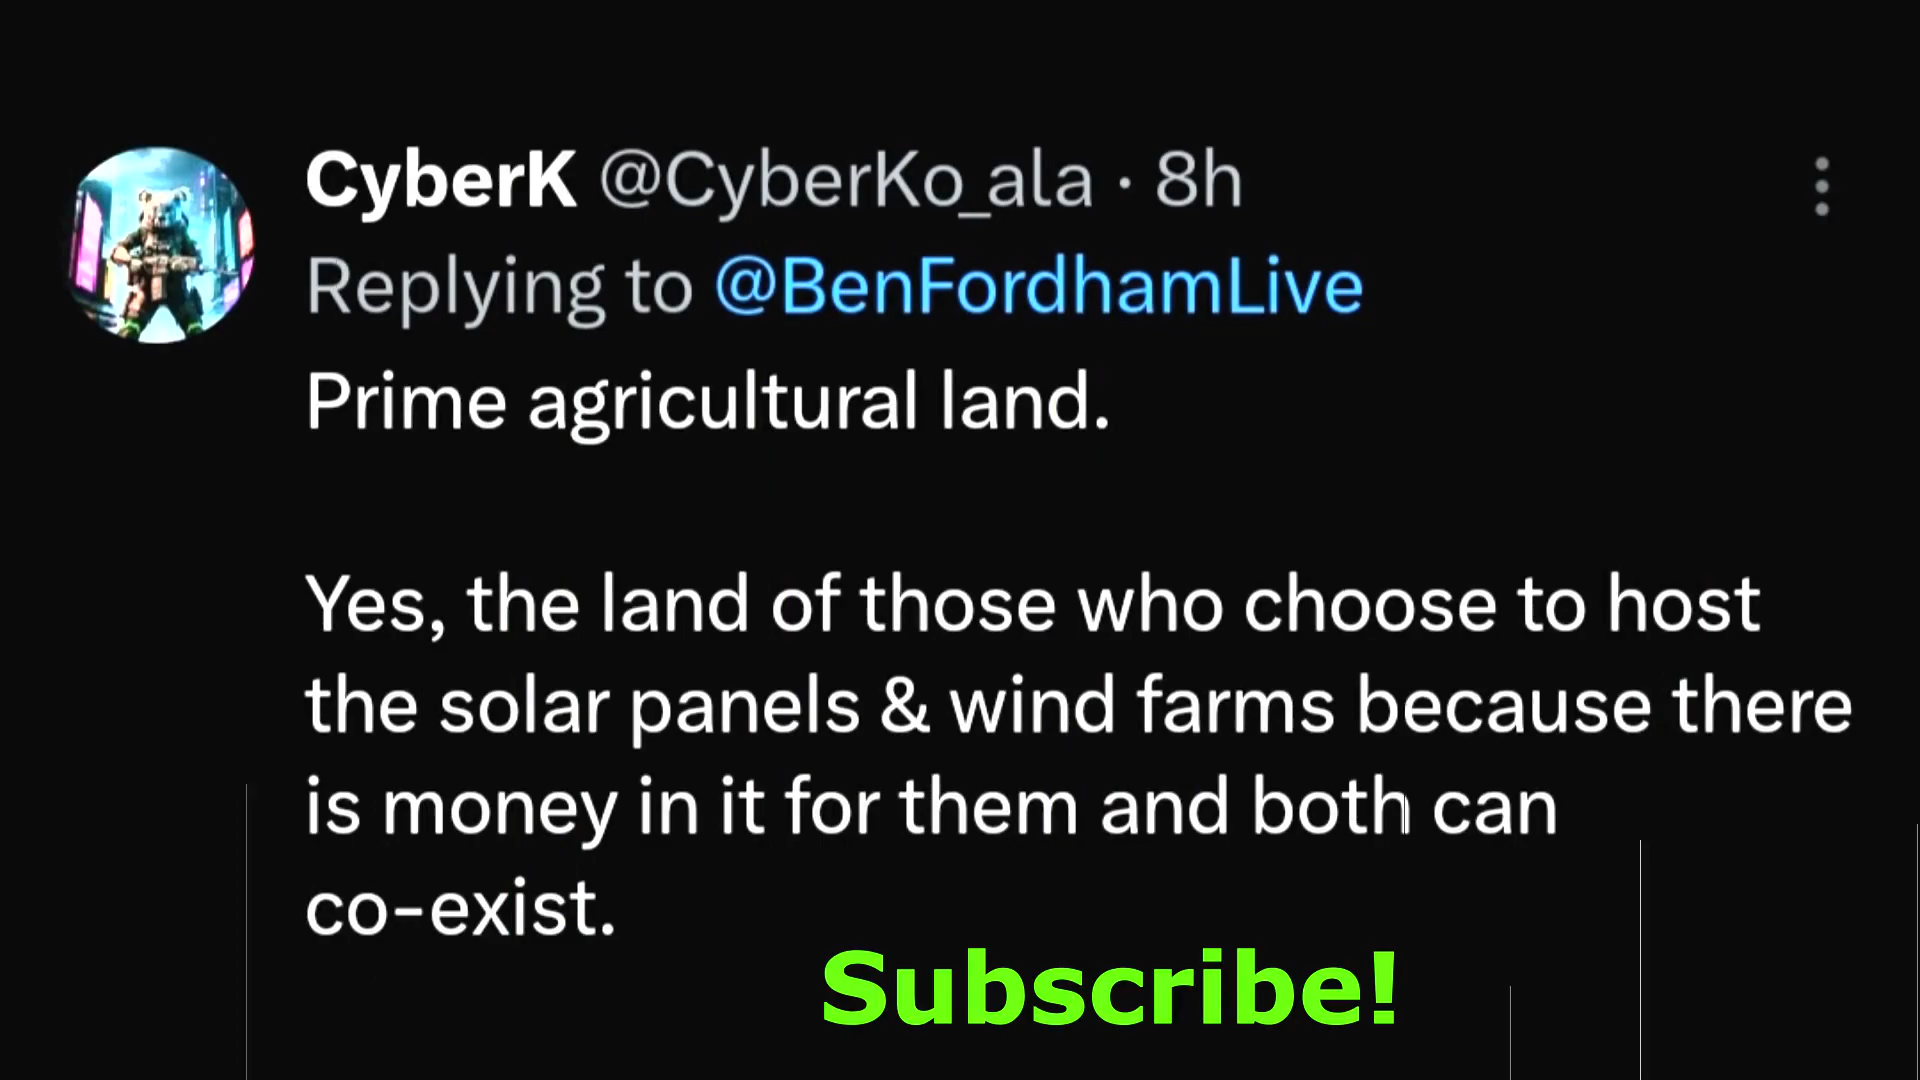 CyberK @CyberKo_ala · 8h
Replying to @BenFordhamLive
Prime agricultural land.
Yes, the land of those who choose to host
the solar panels & wind farms because there
is money in it for them and both can
co-exist.
Subscribe!